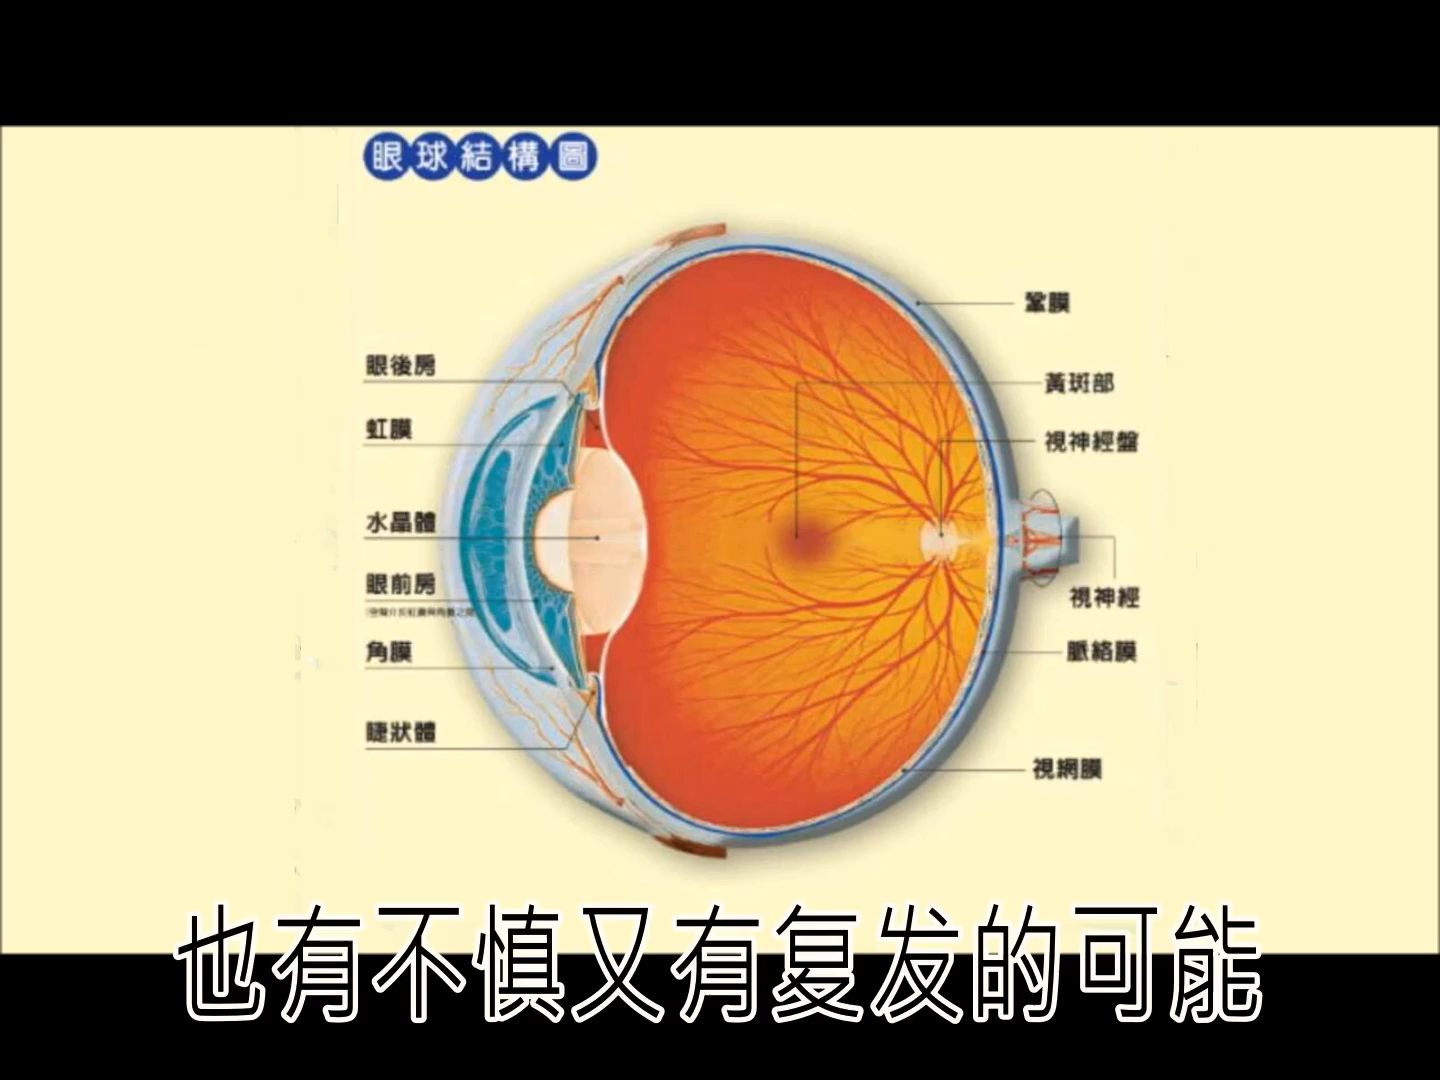 眼球結構圖
鞏膜
眼後房
黃斑部
虹膜
視神經盤
水晶體
眼前房
視神經
角膜
脈絡膜
睫狀體
視網膜
也有不慎又有复发的可能